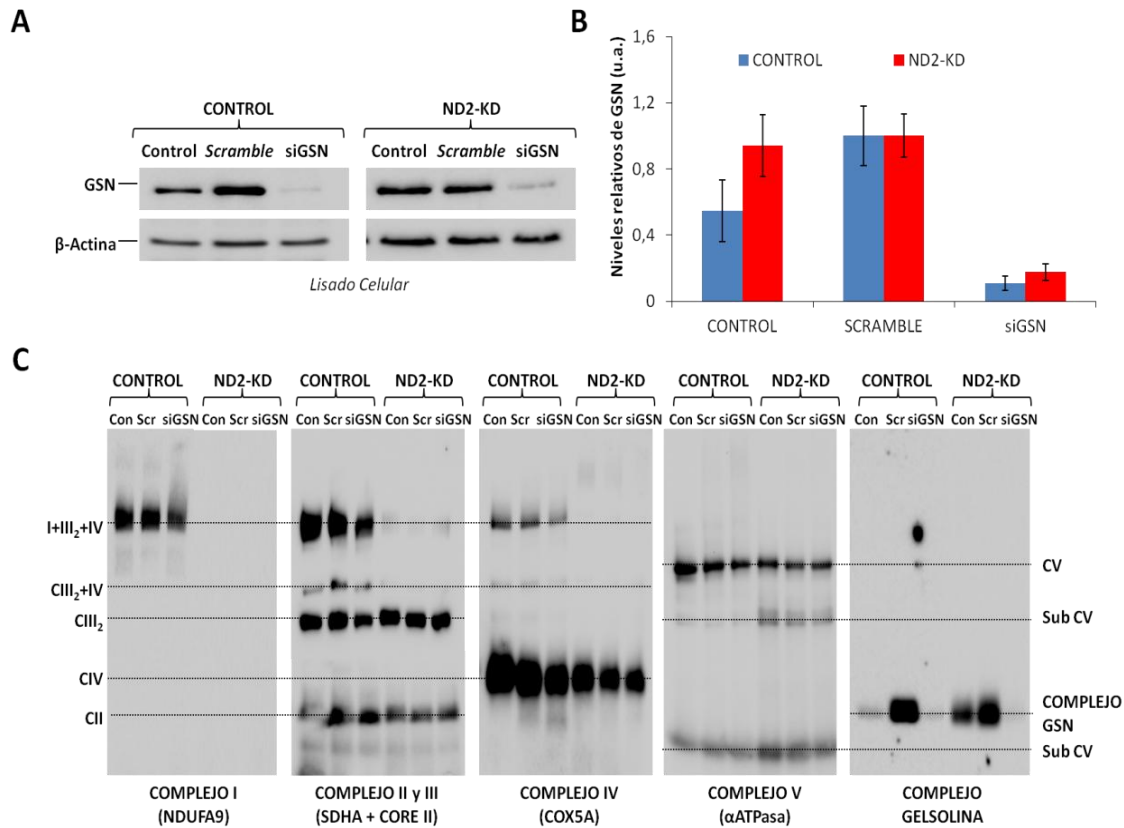 A
CONTROL ND2-KD
Control Scramble siGSN Control Scramble siGSN
GSN
β-Actina
Lisado Celular
B
Niveles relativos de GSN (u.a.)
1,6
1,2
0,8
0,4
0
CONTROL ND2-KD
CONTROL SCRAMBLE siGSN
C
CONTROL ND2-KD CONTROL ND2-KD CONTROL ND2-KD CONTROL ND2-KD CONTROL ND2-KD
Con Scr siGSN Con Scr siGSN Con Scr siGSN Con Scr siGSN Con Scr siGSN Con Scr siGSN Con Scr siGSN Con Scr siGSN Con Scr siGSN Con Scr siGSN
I+III₂+IV
CIII₂+IV
CIII₂
CIV
CII
CV
Sub CV
COMPLEJO
GSN
Sub CV
COMPLEJO I
(NDUFA9)
COMPLEJO II y III
(SDHA + CORE II)
COMPLEJO IV
(COX5A)
COMPLEJO V
(αATPasa)
COMPLEJO
GELSOLINA